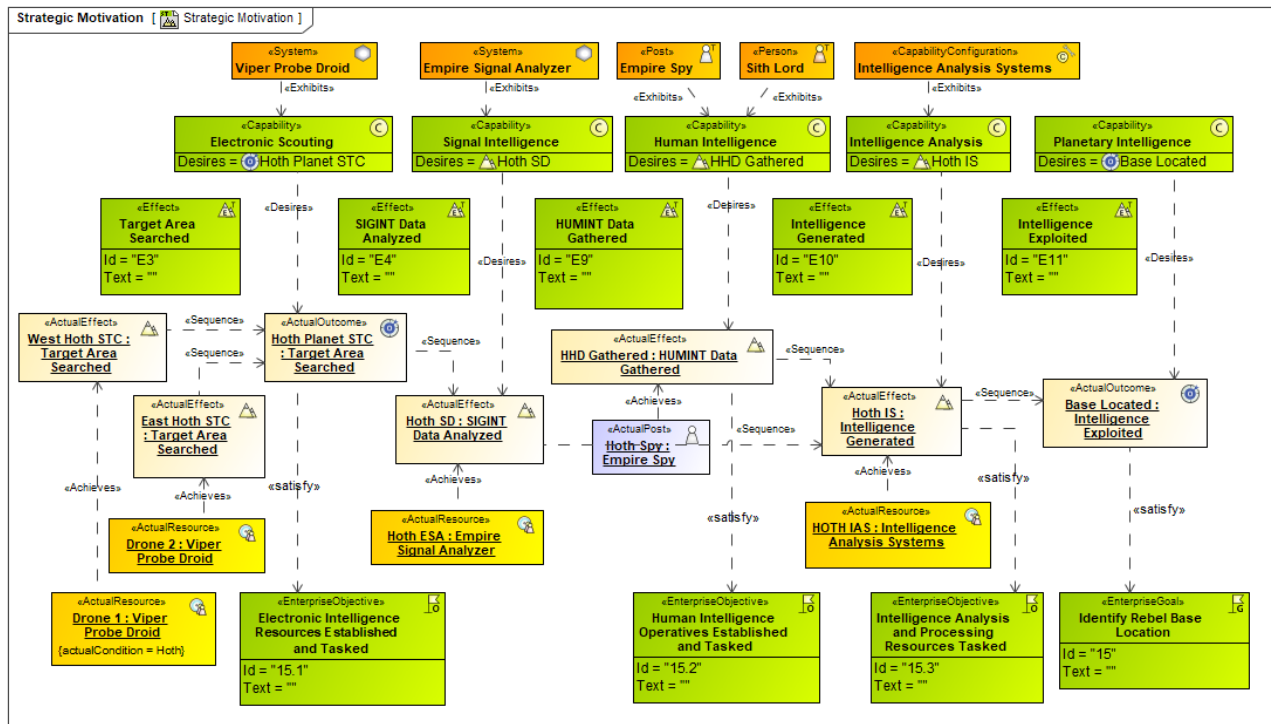 Strategic Motivation [ Strategic Motivation ]
«System»
Viper Probe Droid
«System»
Empire Signal Analyzer
«Post»
Empire Spy
«Person»
Sith Lord
«CapabilityConfiguration»
Intelligence Analysis Systems
«Exhibits»
«Exhibits»
«Exhibits»
«Exhibits»
«Exhibits»
«Capability»
Electronic Scouting
Desires = Hoth Planet STC
«Capability»
Signal Intelligence
Desires = Hoth SD
«Capability»
Human Intelligence
Desires = HHD Gathered
«Capability»
Intelligence Analysis
Desires = Hoth IS
«Capability»
Planetary Intelligence
Desires = Base Located
«Effect»
Target Area
Searched
Id = "E3"
Text = ""
«Desires»
«Effect»
SIGINT Data
Analyzed
Id = "E4"
Text = ""
«Desires»
«Effect»
HUMINT Data
Gathered
Id = "E9"
Text = ""
«Desires»
«Effect»
Intelligence
Generated
Id = "E10"
Text = ""
«Desires»
«Effect»
Intelligence
Exploited
Id = "E11"
Text = ""
«Desires»
«ActualEffect»
West Hoth STC :
Target Area
Searched
«Sequence»
«Sequence»
«ActualOutcome»
Hoth Planet STC
: Target Area
Searched
«Sequence»
«ActualEffect»
HHD Gathered : HUMINT Data
Gathered
«Sequence»
«ActualEffect»
East Hoth STC
: Target Area
Searched
«ActualEffect»
Hoth SD : SIGINT
Data Analyzed
«Achieves»
«ActualPost»
Hoth Spy :
Empire Spy
«Sequence»
«ActualEffect»
Hoth IS :
Intelligence
Generated
«Sequence»
«ActualOutcome»
Base Located :
Intelligence
Exploited
«Achieves»
«Achieves»
«satisfy»
«Achieves»
«Achieves»
«satisfy»
«satisfy»
«satisfy»
«ActualResource»
Drone 2 : Viper
Probe Droid
«ActualResource»
Hoth ESA : Empire
Signal Analyzer
«ActualResource»
HOTH IAS : Intelligence
Analysis Systems
«ActualResource»
Drone 1 : Viper
Probe Droid
{actualCondition = Hoth}
«EnterpriseObjective»
Electronic Intelligence
Resources Established
and Tasked
Id = "15.1"
Text = ""
«EnterpriseObjective»
Human Intelligence
Operatives Established
and Tasked
Id = "15.2"
Text = ""
«EnterpriseObjective»
Intelligence Analysis
and Processing
Resources Tasked
Id = "15.3"
Text = ""
«EnterpriseGoal»
Identify Rebel Base
Location
Id = "15"
Text = ""